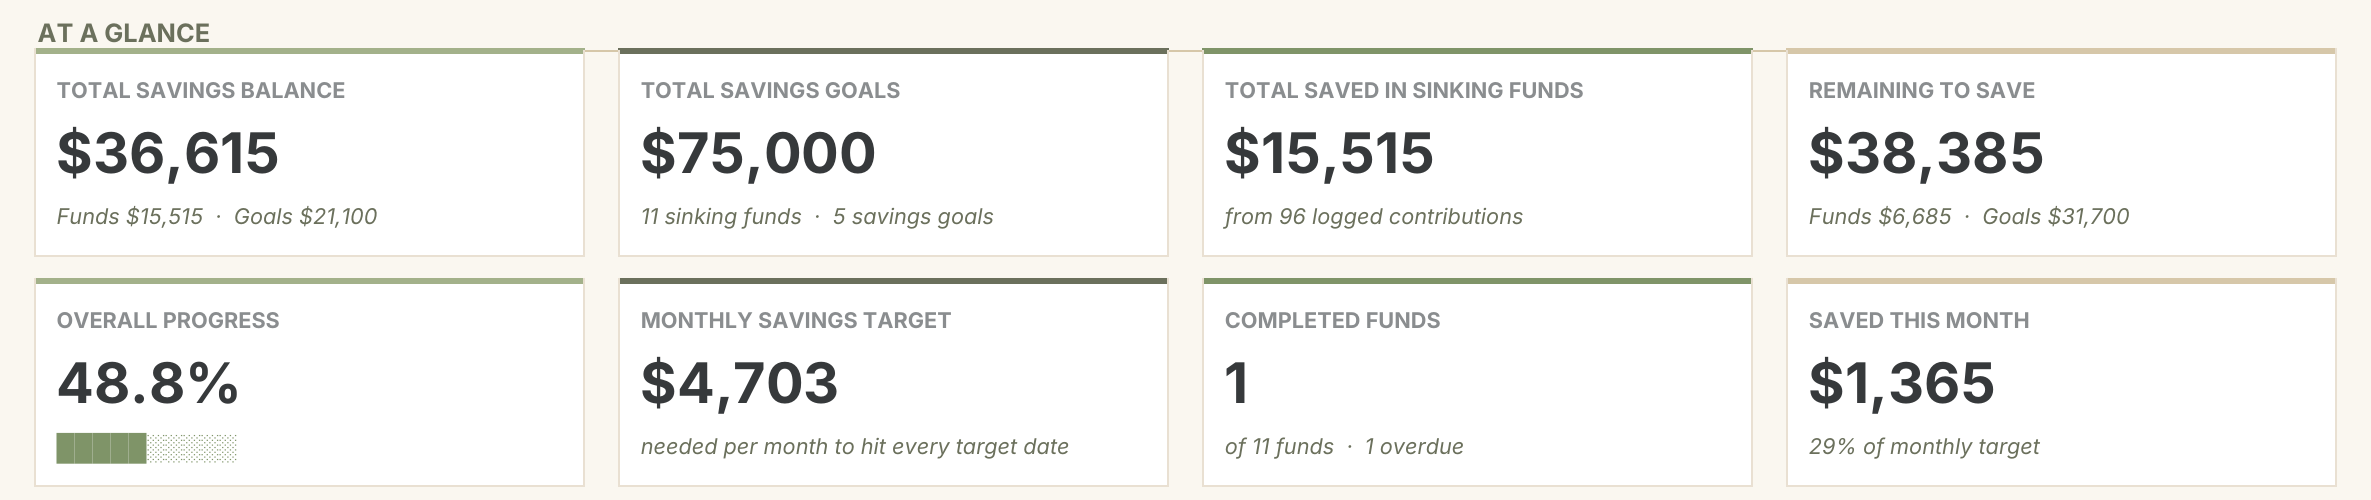 AT A GLANCE
TOTAL SAVINGS BALANCE
$36,615
Funds $15,515 · Goals $21,100
TOTAL SAVINGS GOALS
$75,000
11 sinking funds · 5 savings goals
TOTAL SAVED IN SINKING FUNDS
$15,515
from 96 logged contributions
REMAINING TO SAVE
$38,385
Funds $6,685 · Goals $31,700
OVERALL PROGRESS
48.8%
MONTHLY SAVINGS TARGET
$4,703
needed per month to hit every target date
COMPLETED FUNDS
1
of 11 funds · 1 overdue
SAVED THIS MONTH
$1,365
29% of monthly target